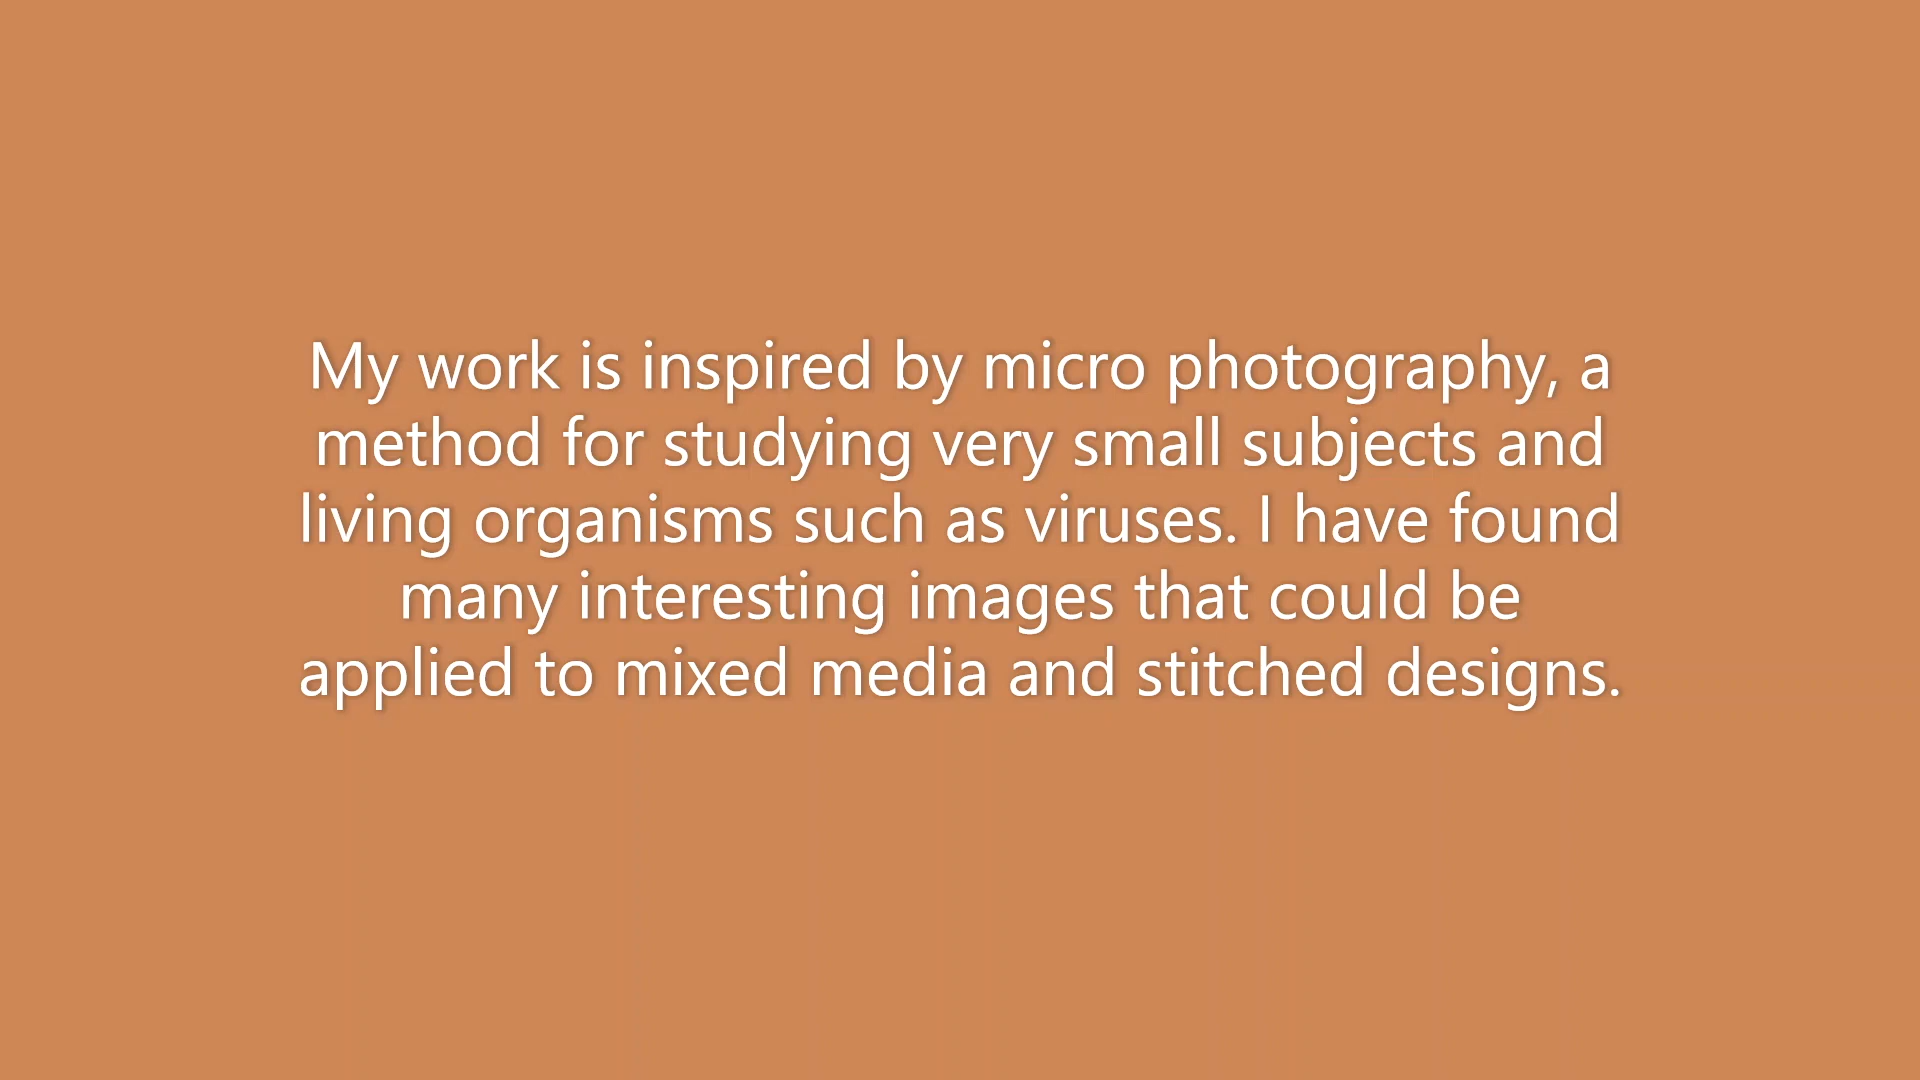 My work is inspired by micro photography, a
method for studying very small subjects and
living organisms such as viruses. I have found
many interesting images that could be
applied to mixed media and stitched designs.